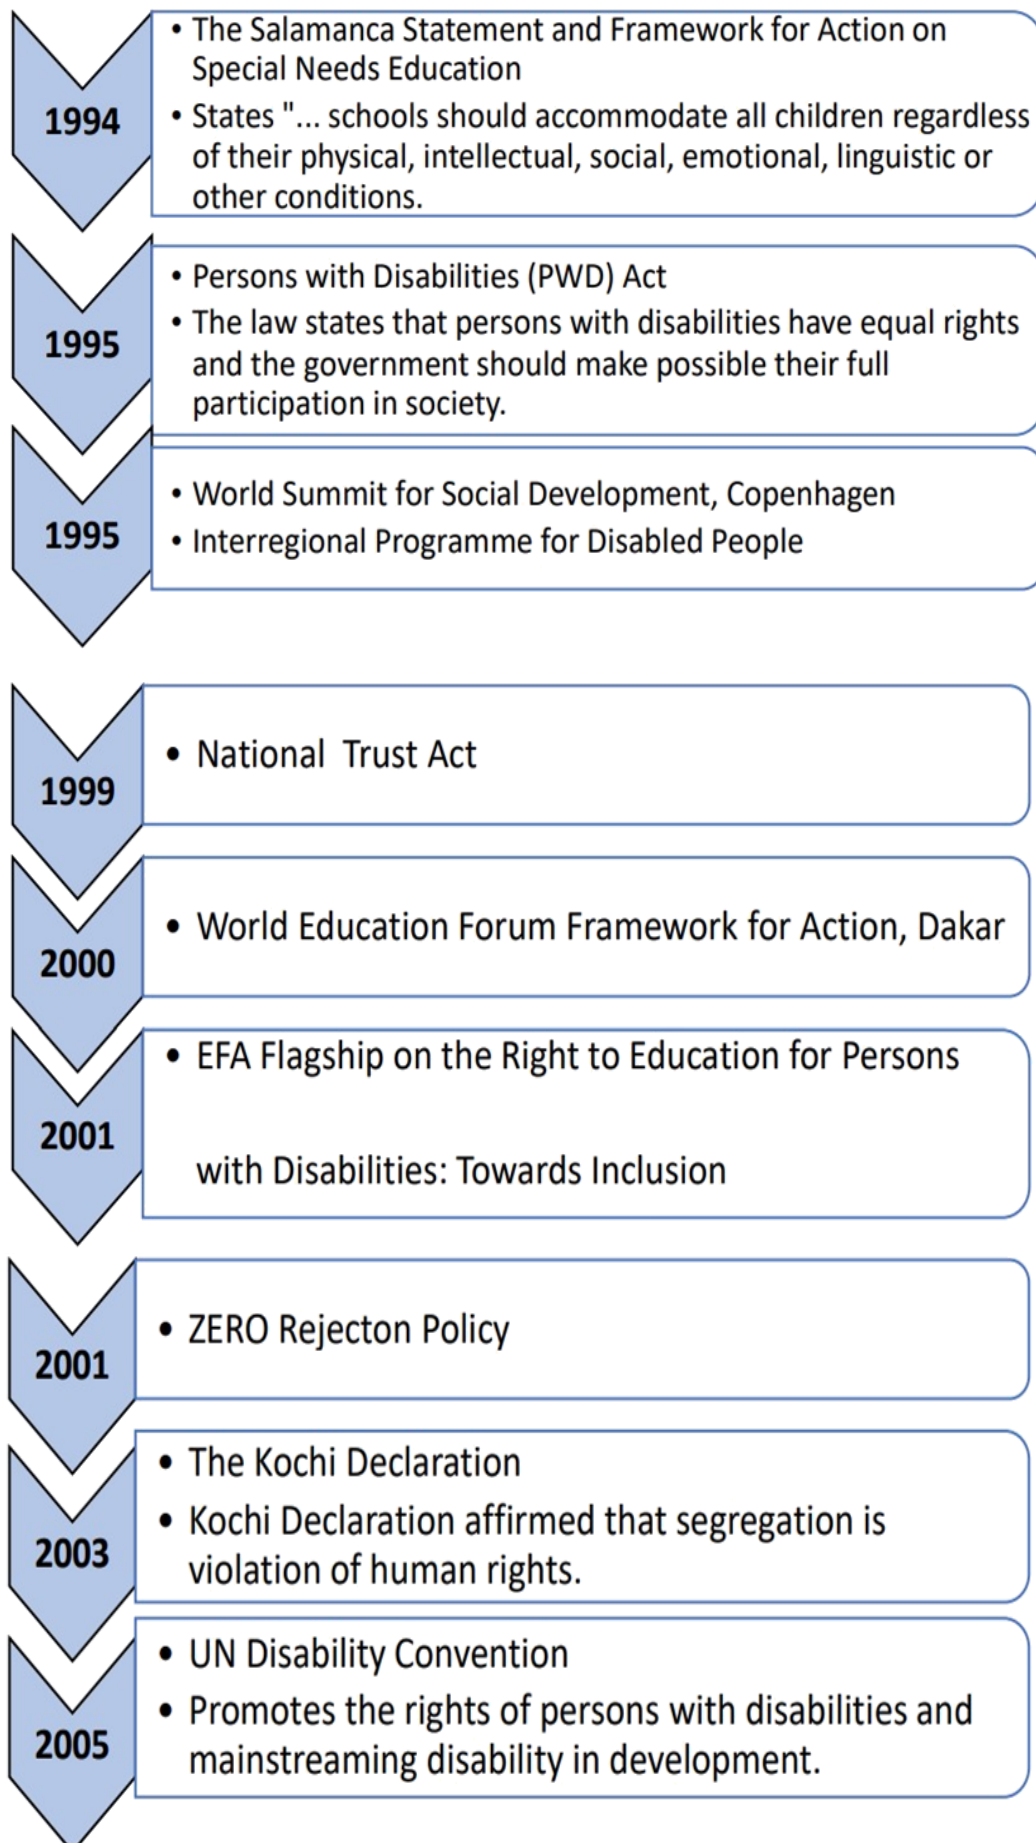 1994
• The Salamanca Statement and Framework for Action on
Special Needs Education
• States "... schools should accommodate all children regardless
of their physical, intellectual, social, emotional, linguistic or
other conditions.
1995
• Persons with Disabilities (PWD) Act
• The law states that persons with disabilities have equal rights
and the government should make possible their full
participation in society.
1995
• World Summit for Social Development, Copenhagen
• Interregional Programme for Disabled People
1999
• National Trust Act
2000
• World Education Forum Framework for Action, Dakar
2001
• EFA Flagship on the Right to Education for Persons
with Disabilities: Towards Inclusion
2001
• ZERO Rejecton Policy
2003
• The Kochi Declaration
• Kochi Declaration affirmed that segregation is
violation of human rights.
2005
• UN Disability Convention
• Promotes the rights of persons with disabilities and
mainstreaming disability in development.